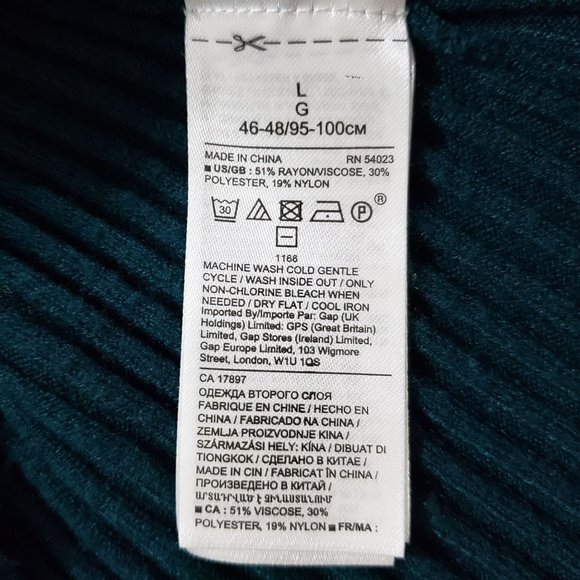 L
G
46-48/95-100CM
MADE IN CHINA RN 54023
■ US/GB : 51% RAYON/VISCOSE, 30%
POLYESTER, 19% NYLON
30 P ®
1166
MACHINE WASH COLD GENTLE
CYCLE / WASH INSIDE OUT / ONLY
NON-CHLORINE BLEACH WHEN
NEEDED / DRY FLAT / COOL IRON
Imported By/Importe Par: Gap (UK
Holdings) Limited: GPS (Great Britain)
Limited, Gap Stores (Ireland) Limited,
Gap Europe Limited, 103 Wigmore
Street, London, W1U 1QS
CA 17897
ОДЕЖДА ВТОРОГО СЛОЯ
FABRIQUE EN CHINE / HECHO EN
CHINA / FABRICADO NA CHINA /
ZEMLJA PROIZVODNJE KINA /
SZÁRMAZÁSI HELY: KÍNA / DIBUAT DI
TIONGKOK / СДЕЛАНО В КИТАЕ /
MADE IN CIN / FABRICAT ÎN CHINA /
ПРОИЗВЕДЕНО В КИТАЙ /
ԱՐՏԱԴՐՎԱԾ Է ՉԻՆԱՍՏԱՆՈՒՄ
■ CA : 51% VISCOSE, 30%
POLYESTER, 19% NYLON ■ FR/MA :